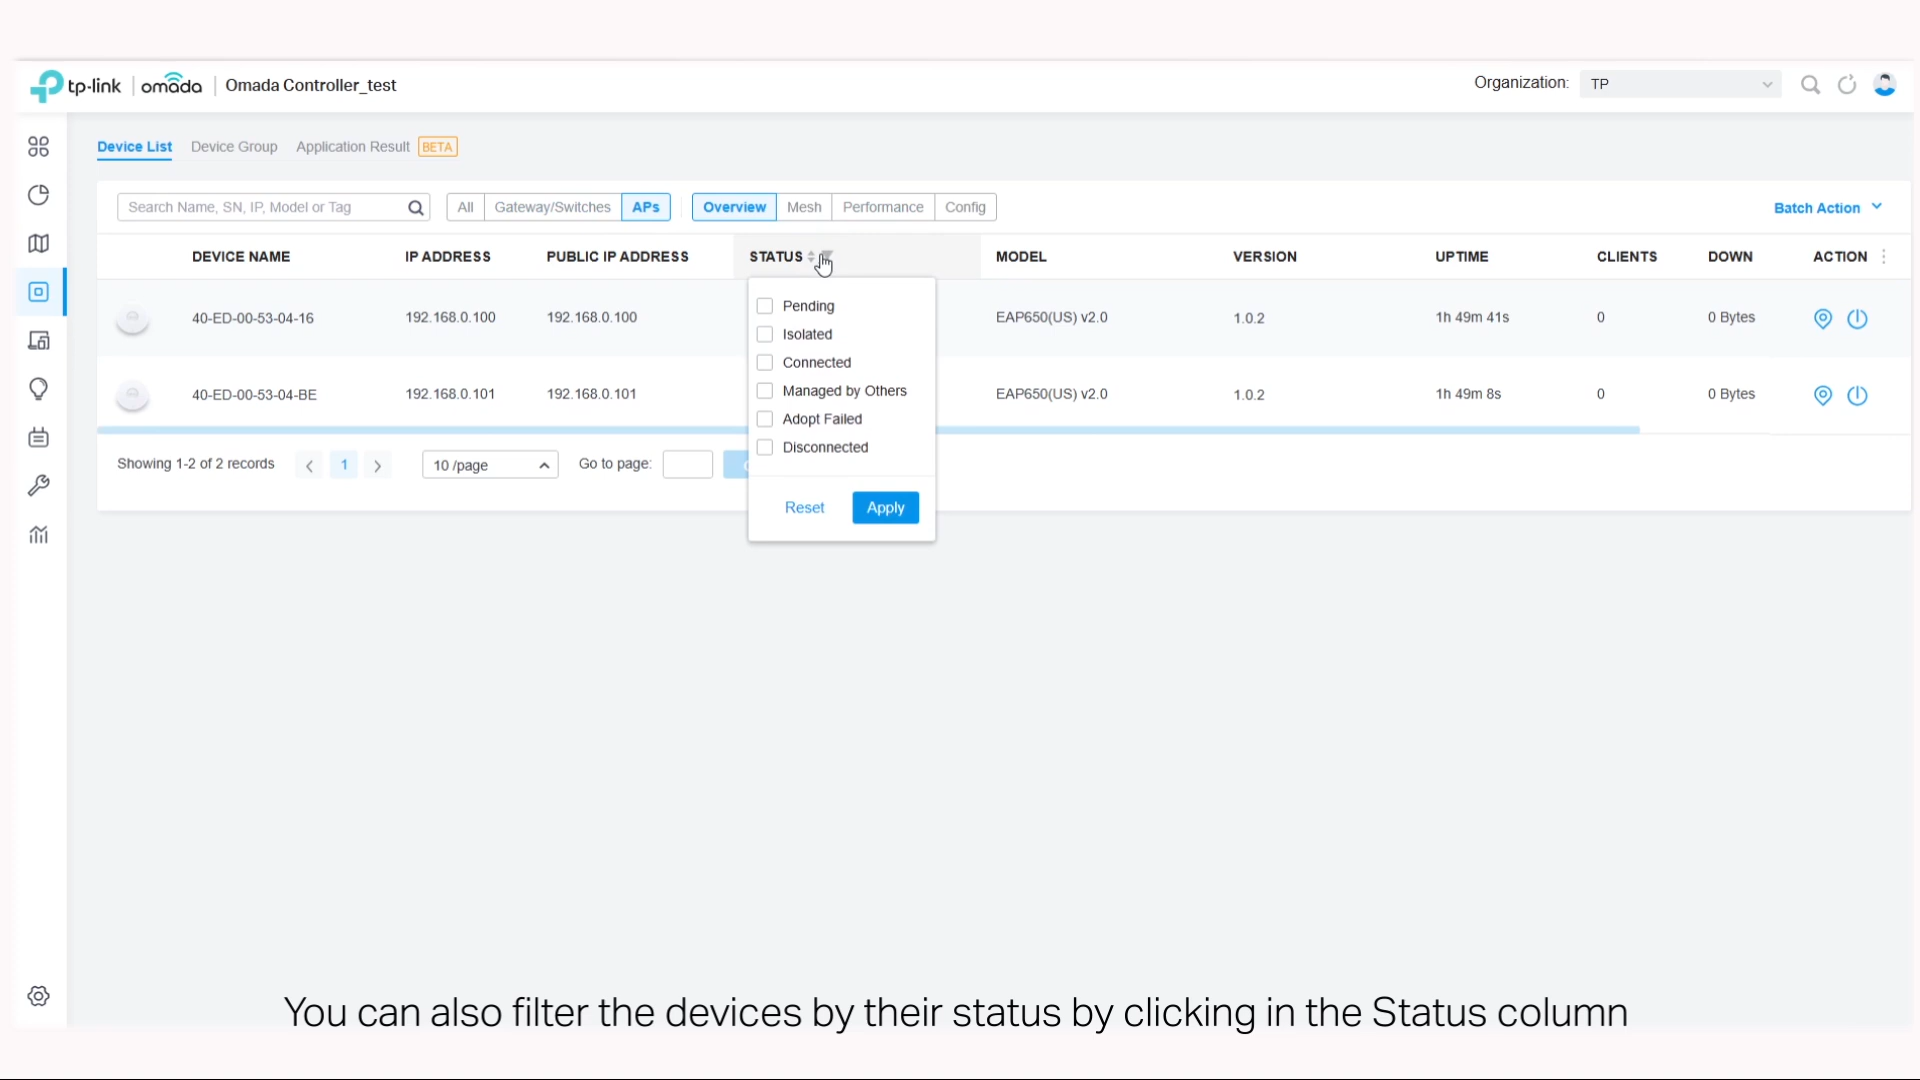 tp-link | omada | Omada Controller_test
Organization: TP
Device List Device Group Application Result BETA
Search Name, SN, IP, Model or Tag All Gateway/Switches APs Overview Mesh Performance Config Batch Action
DEVICE NAME IP ADDRESS PUBLIC IP ADDRESS STATUS MODEL VERSION UPTIME CLIENTS DOWN ACTION
40-ED-00-53-04-16 192.168.0.100 192.168.0.100 EAP650(US) v2.0 1.0.2 1h 49m 41s 0 0 Bytes
40-ED-00-53-04-BE 192.168.0.101 192.168.0.101 EAP650(US) v2.0 1.0.2 1h 49m 8s 0 0 Bytes
Pending
Isolated
Connected
Managed by Others
Adopt Failed
Disconnected
Reset Apply
Showing 1-2 of 2 records 1 10 /page Go to page:
You can also filter the devices by their status by clicking in the Status column